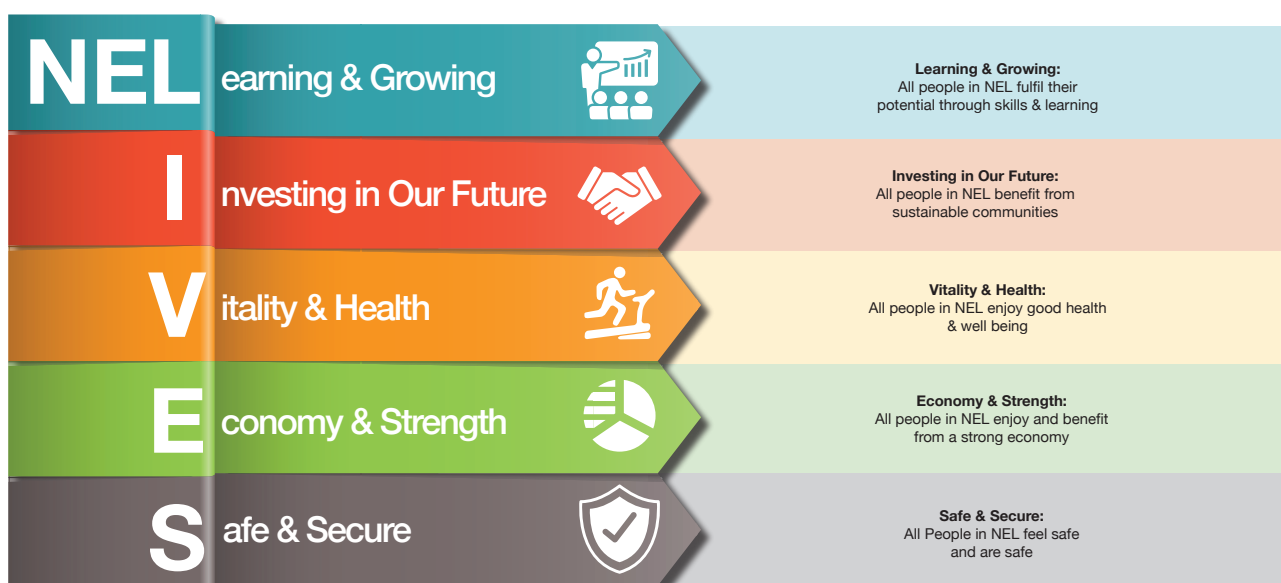 NEL earning & Growing
Learning & Growing:
All people in NEL fulfil their
potential through skills & learning
I nvesting in Our Future
Investing in Our Future:
All people in NEL benefit from
sustainable communities
V itality & Health
Vitality & Health:
All people in NEL enjoy good health
& well being
E conomy & Strength
Economy & Strength:
All people in NEL enjoy and benefit
from a strong economy
S afe & Secure
Safe & Secure:
All People in NEL feel safe
and are safe